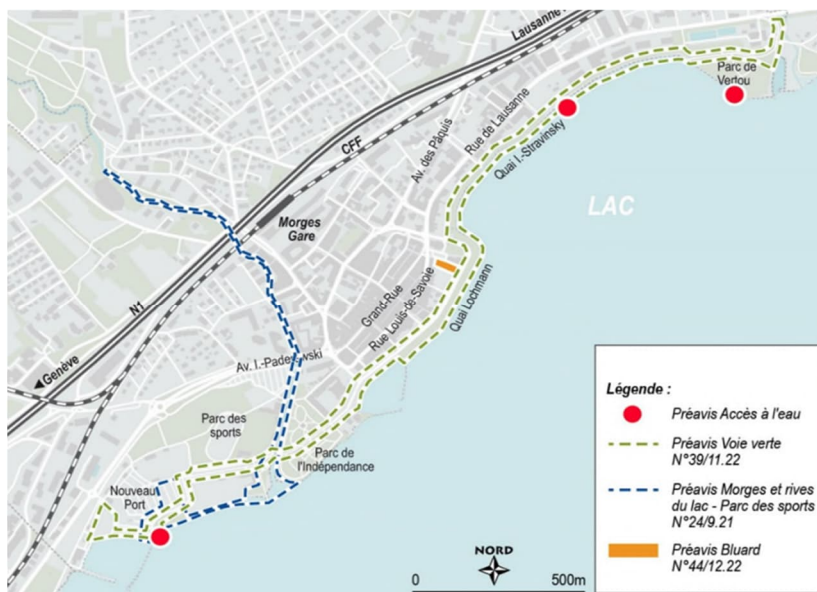 Lausanne
Parc de
Vertou
CFF
Av. des Pâquis
Rue de Lausanne
Quai I.-Stravinsky
LAC
Morges
Gare
N1
Grand-Rue
Rue Louis-de-Savoie
Quai Lochmann
Genève
Av. I.-Paderewski
Parc des
sports
Parc de
l'Indépendance
Nouveau
Port
NORD
0 500m
Légende :
Préavis Accès à l'eau
Préavis Voie verte
N°39/11.22
Préavis Morges et rives
du lac - Parc des sports
N°24/9.21
Préavis Bluard
N°44/12.22